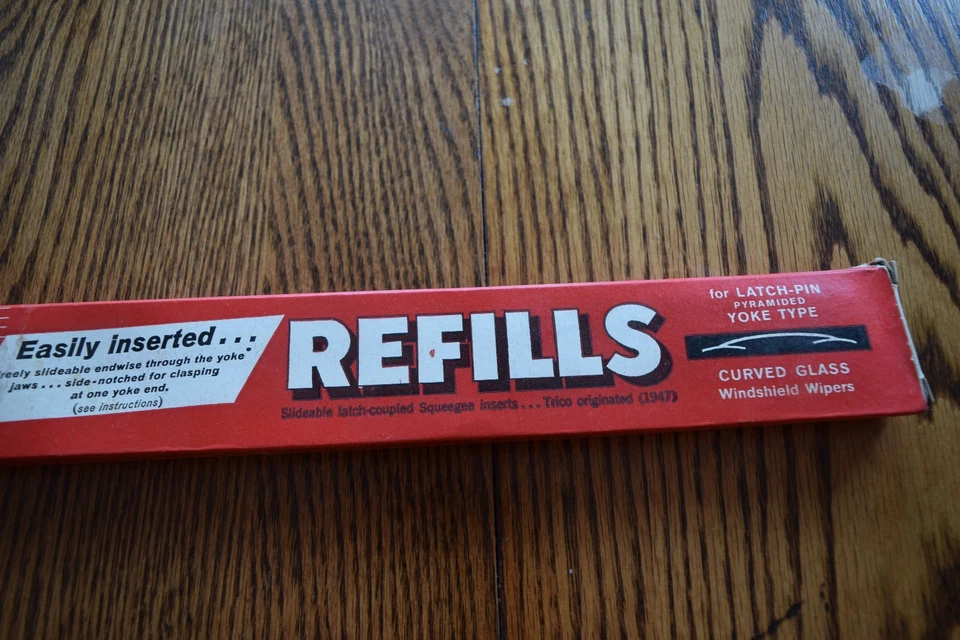 Easily inserted...
reely slideable endwise through the yoke
jaws...side-notched for clasping
at one yoke end.
(see instructions)
REFILLS
Slideable latch-coupled Squeegee inserts...Trico originated (1947)
for LATCH-PIN
PYRAMIDED
YOKE TYPE
CURVED GLASS
Windshield Wipers